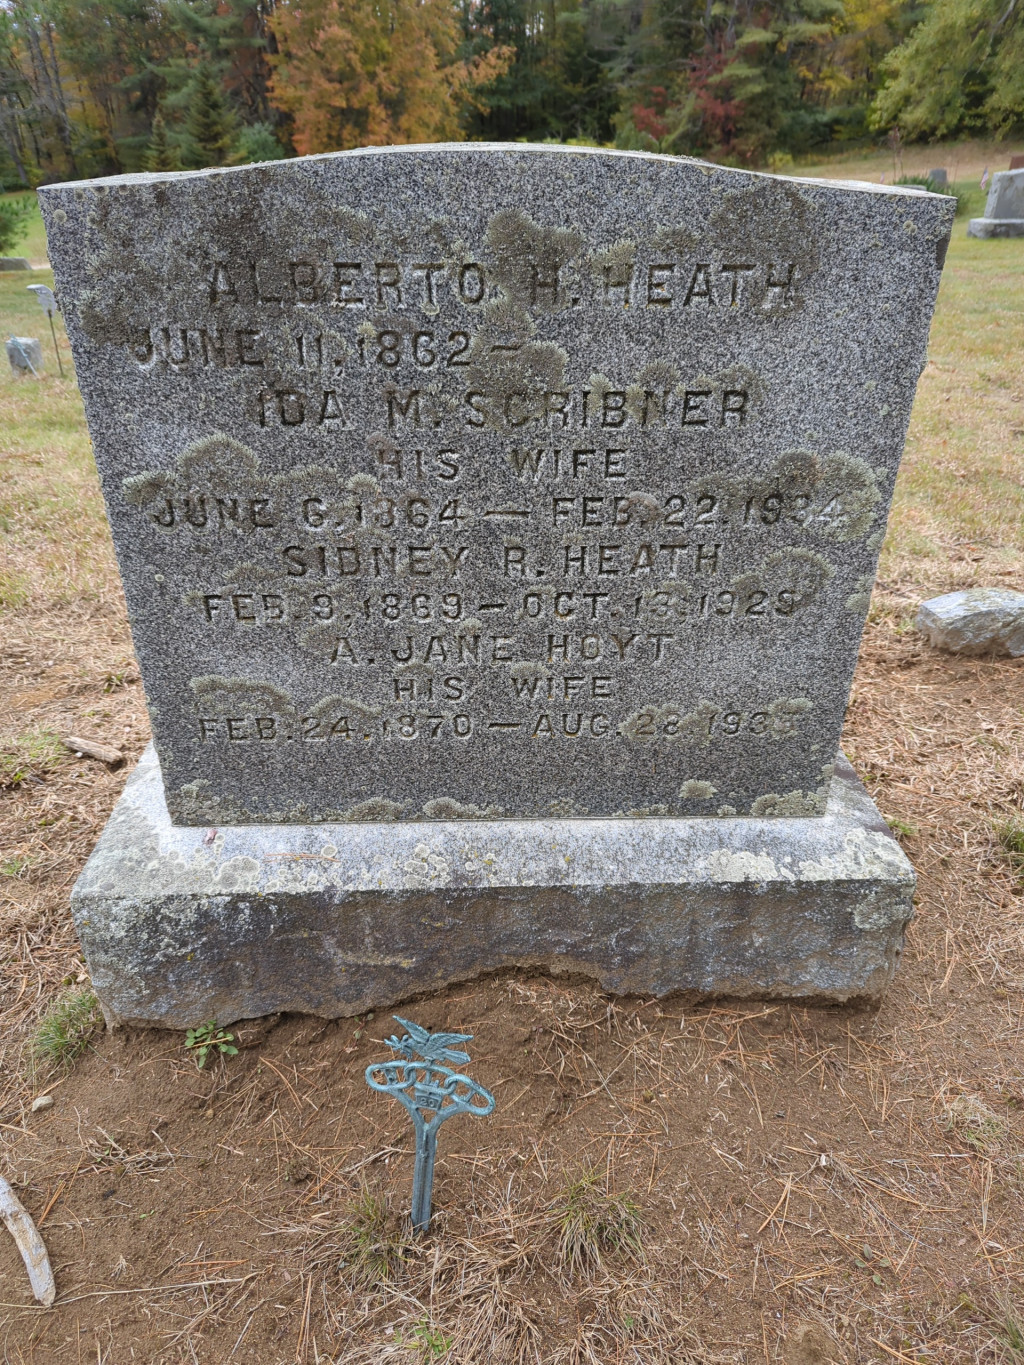 ALBERTO H. HEATH
JUNE 11, 1862 –
IDA M. SCRIBNER
HIS WIFE
JUNE 6, 1864 – FEB. 22, 1934
SIDNEY R. HEATH
FEB. 9, 1869 – OCT. 13, 1929
A. JANE HOYT
HIS WIFE
FEB. 24, 1870 – AUG.